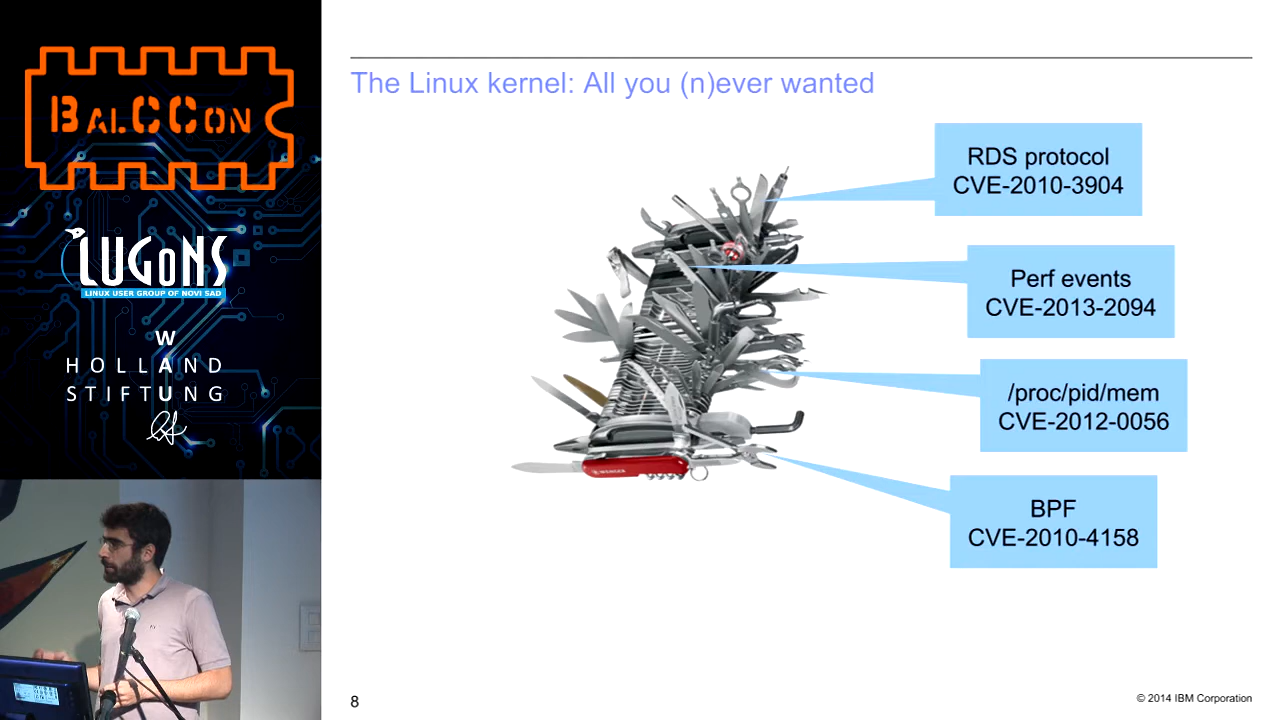 BALCCON
LUGONS
LINUX USER GROUP OF NOVI SAD
W
HOLLAND
STIFTUNG
The Linux kernel: All you (n)ever wanted
RDS protocol
CVE-2010-3904
Perf events
CVE-2013-2094
/proc/pid/mem
CVE-2012-0056
BPF
CVE-2010-4158
WENGER
8
© 2014 IBM Corporation